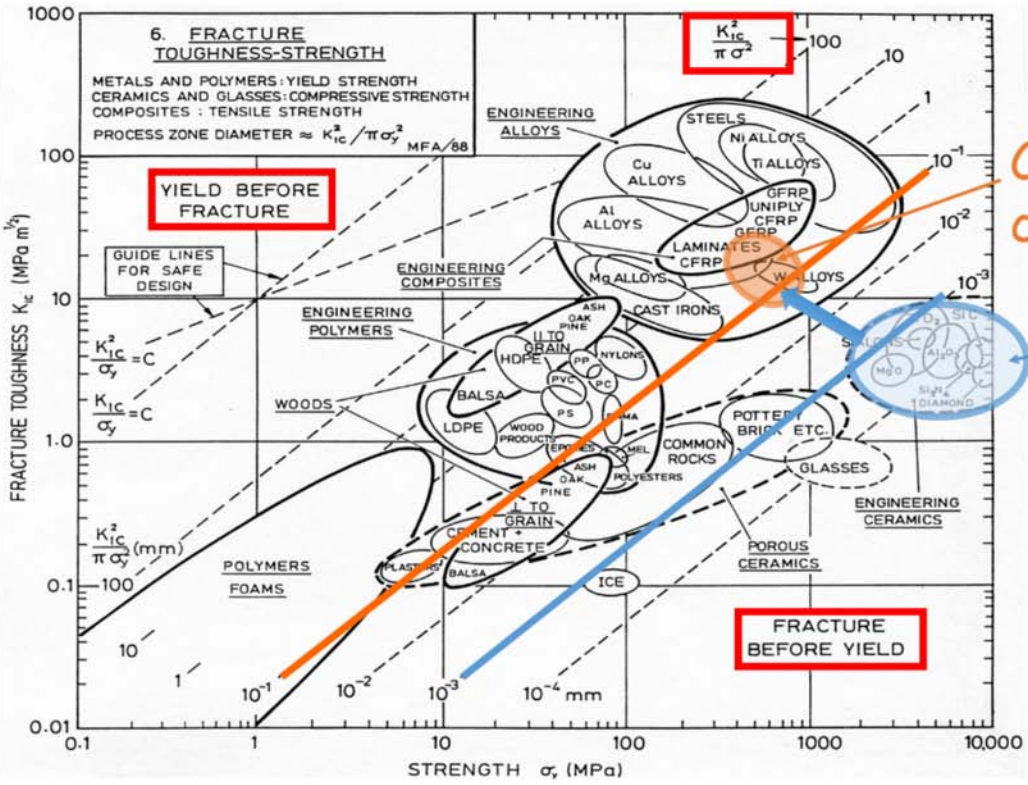 6. FRACTURE
TOUGHNESS-STRENGTH
METALS AND POLYMERS: YIELD STRENGTH
CERAMICS AND GLASSES: COMPRESSIVE STRENGTH
COMPOSITES : TENSILE STRENGTH
PROCESS ZONE DIAMETER ≈ K²IC/πσ²y
MFA/88
K²IC
πσ²
100
10
1
10⁻¹
10⁻²
10⁻³
YIELD BEFORE
FRACTURE
GUIDE LINES
FOR SAFE
DESIGN
K²IC
σy
=C
KIC
σy
=C
K²IC
πσy
(mm)
100
10
1
10⁻¹
10⁻²
10⁻³
10⁻⁴ mm
ENGINEERING
ALLOYS
STEELS
Ni ALLOYS
Ti ALLOYS
Cu
ALLOYS
Al
ALLOYS
GFRP
UNIPLY
CFRP
GFRP
LAMINATES
CFRP
Mg ALLOYS
W ALLOYS
CAST IRONS
ENGINEERING
COMPOSITES
ENGINEERING
POLYMERS
ASH
OAK
PINE
II TO
GRAIN
HDPE
PP
NYLONS
PVC
PC
BALSA
PS
WOODS
LDPE
WOOD
PRODUCTS
MEL
POLYESTERS
ASH
OAK
PINE
⊥ TO
GRAIN
CEMENT +
CONCRETE
PLASTERS
BALSA
ICE
COMMON
ROCKS
POTTERY
BRICK ETC.
GLASSES
POROUS
CERAMICS
ENGINEERING
CERAMICS
SiC
Al₂O₃
MgO
Si₃N₄
DIAMOND
POLYMERS
FOAMS
FRACTURE
BEFORE YIELD
FRACTURE TOUGHNESS KIC (MPa m^1/2)
1000
100
10
1.0
0.1
0.01
0.1
1
10
100
1000
10,000
STRENGTH σy (MPa)